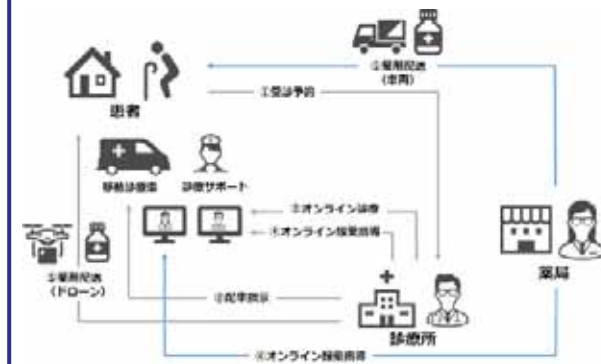 ⑤薬剤配送
(車両)
①受診予約
患者
移動診療車
診療サポート
③オンライン診療
④オンライン服薬指導
⑤薬剤配送
(ドローン)
薬局
②配車指示
診療所
④オンライン服薬指導